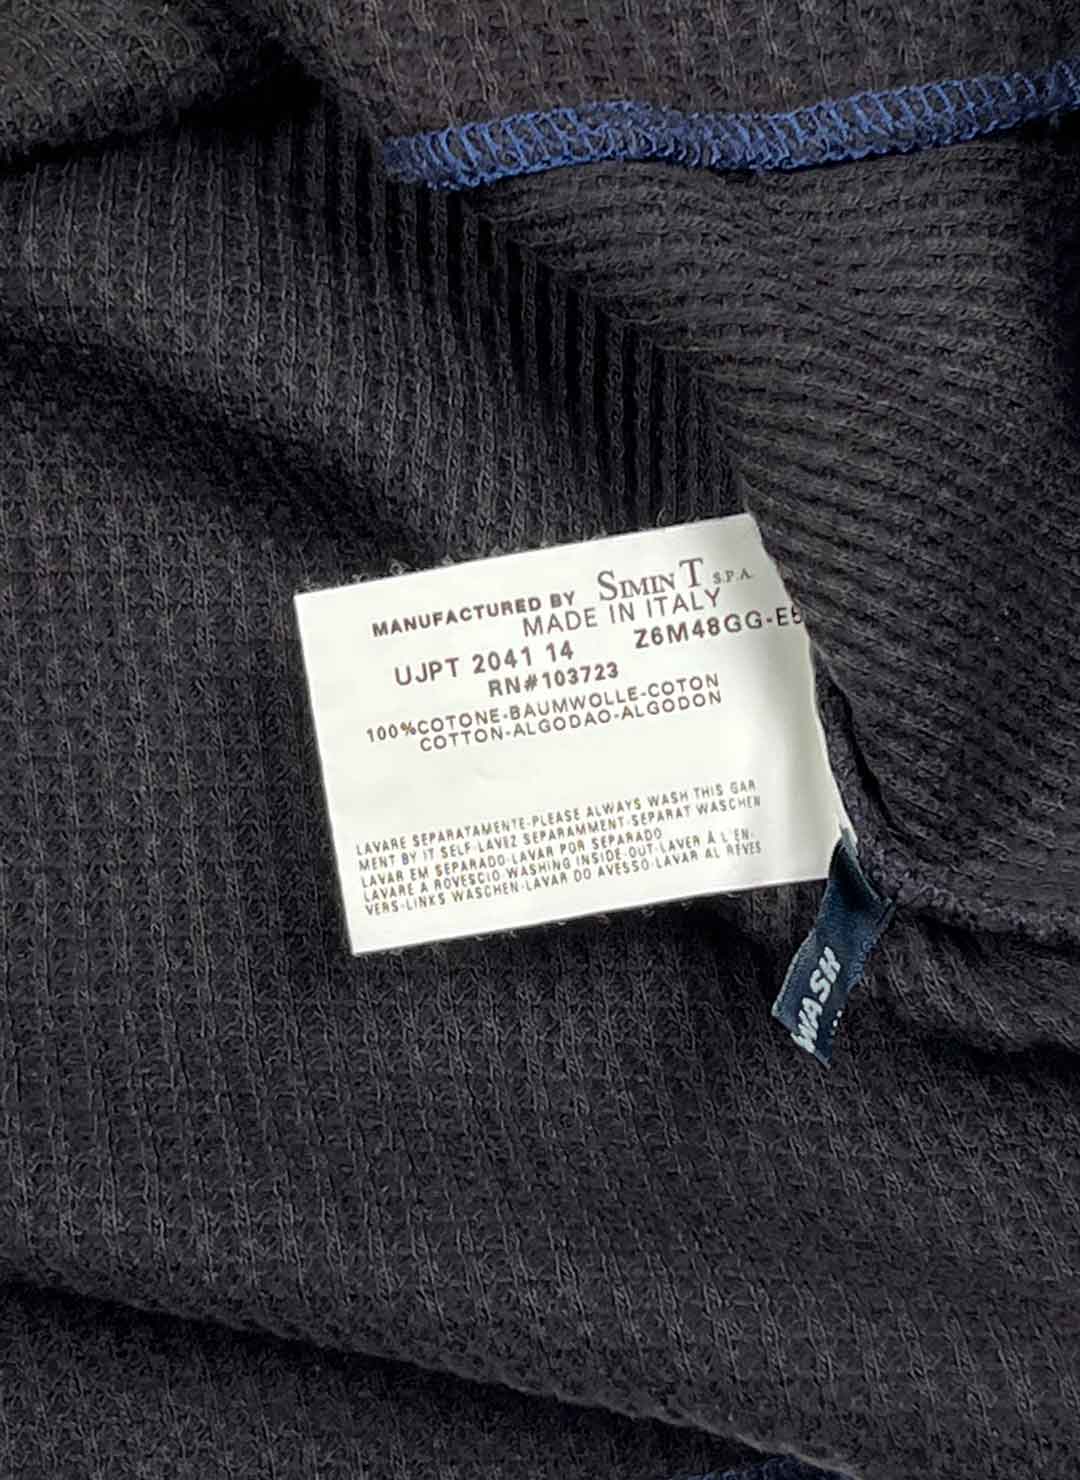 MANUFACTURED BY SIMINT S.P.A.
MADE IN ITALY
UJPT 2041 14 Z6M48GG-E5
RN#103723
100%COTONE-BAUMWOLLE-COTON
COTTON-ALGODAO-ALGODON
LAVARE SEPARATAMENTE-PLEASE ALWAYS WASH THIS GAR
MENT BY IT SELF-LAVEZ SEPARAMMENT-SEPARAT WASCHEN
LAVAR EM SEPARADO-LAVAR POR SEPARADO
LAVARE A ROVESCIO WASHING INSIDE OUT-LAVER À L'EN-
VERS-LINKS WASCHEN-LAVAR DO AVESSO-LAVAR AL REVES
WASH